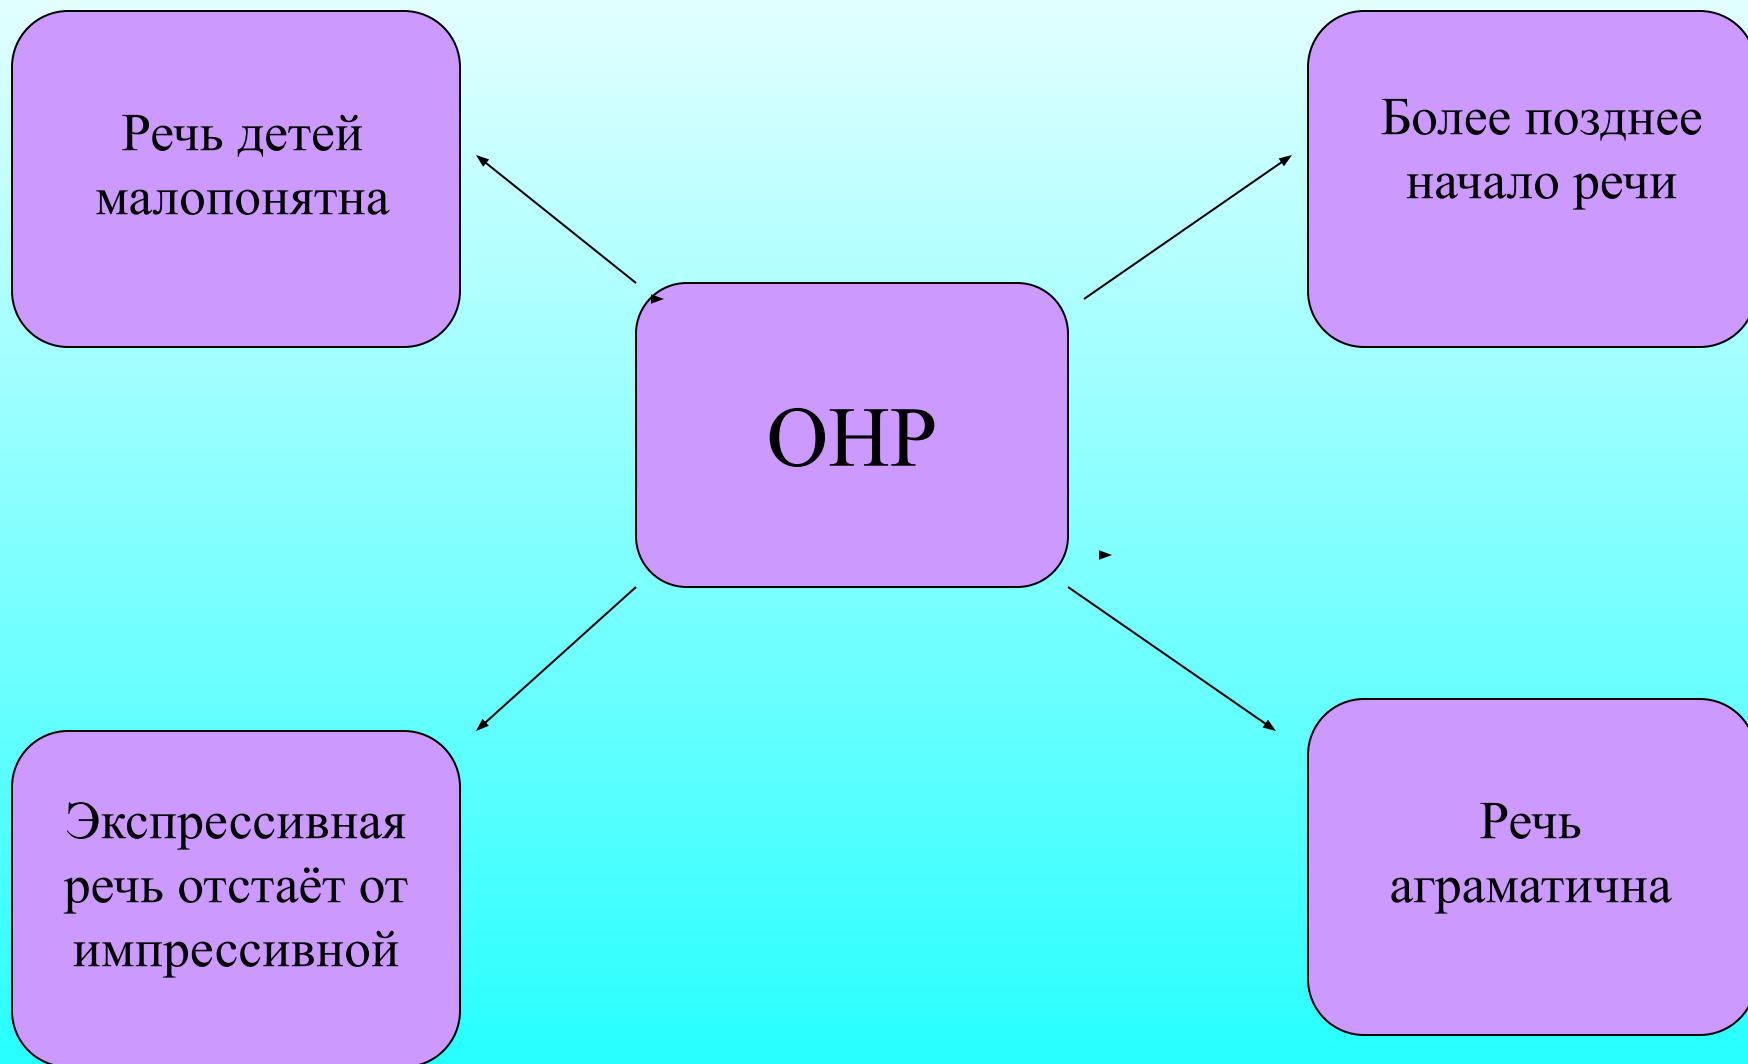 Речь детей
малопонятна
Более позднее
начало речи
ОНР
Экспрессивная
речь отстаёт от
импрессивной
Речь
аграматична